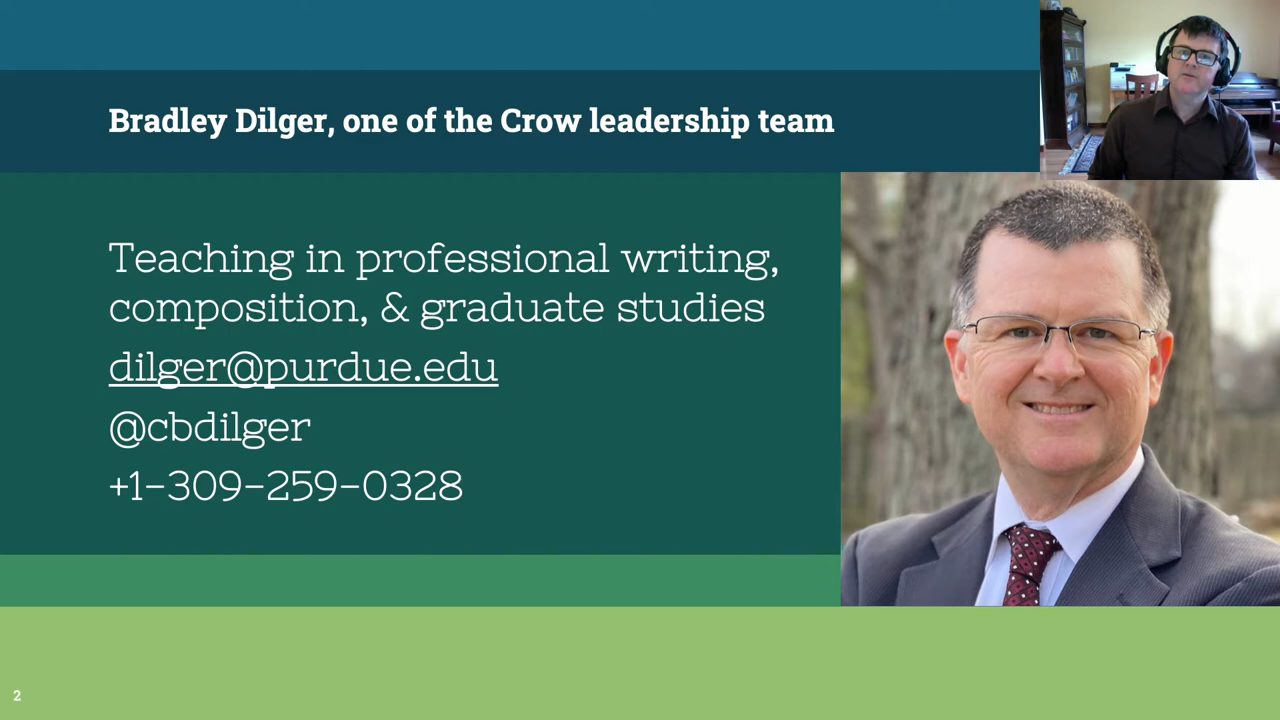 Bradley Dilger, one of the Crow leadership team
Teaching in professional writing,
composition, & graduate studies
dilger@purdue.edu
@cbdilger
+1-309-259-0328
2